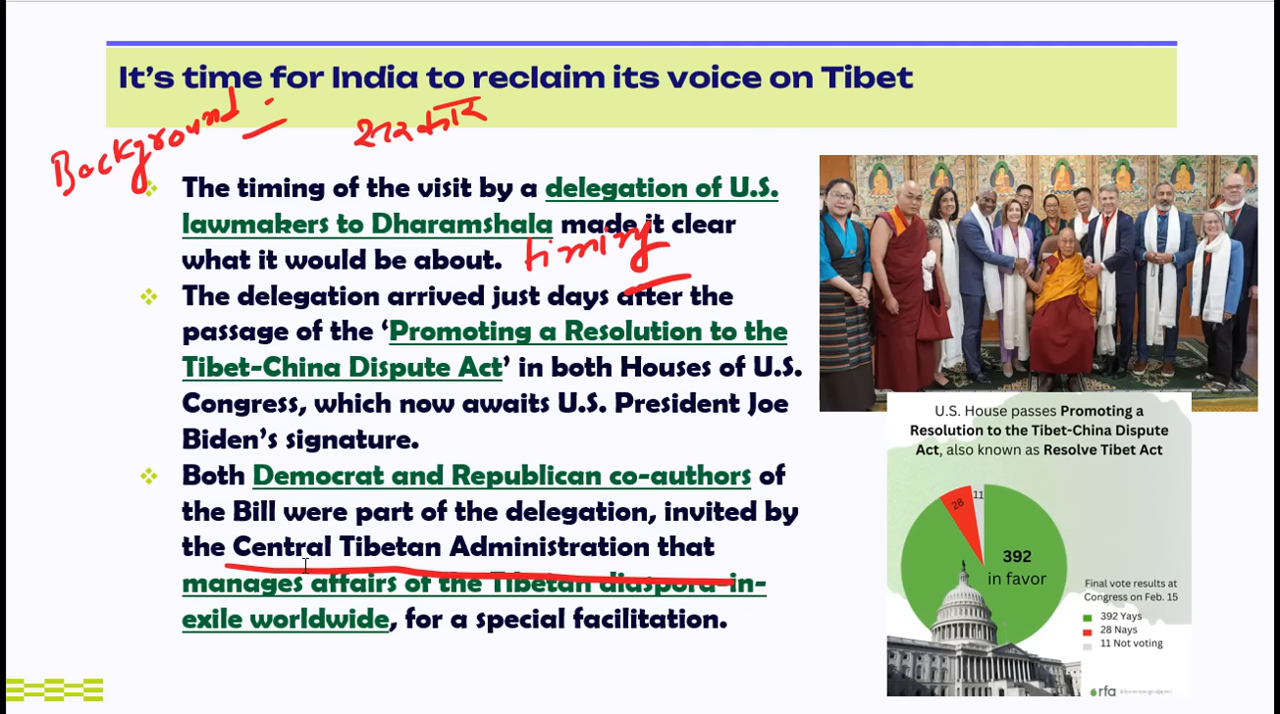 It's time for India to reclaim its voice on Tibet
Background :
सरकार
The timing of the visit by a delegation of U.S.
lawmakers to Dharamshala made it clear
what it would be about.
timing
The delegation arrived just days after the
passage of the ‘Promoting a Resolution to the
Tibet-China Dispute Act’ in both Houses of U.S.
Congress, which now awaits U.S. President Joe
Biden’s signature.
Both Democrat and Republican co-authors of
the Bill were part of the delegation, invited by
the Central Tibetan Administration that
manages affairs of the Tibetan diaspora-in-
exile worldwide, for a special facilitation.
U.S. House passes Promoting a
Resolution to the Tibet-China Dispute
Act, also known as Resolve Tibet Act
11
28
392
in favor
Final vote results at
Congress on Feb. 15
392 Yays
28 Nays
11 Not voting
rfa